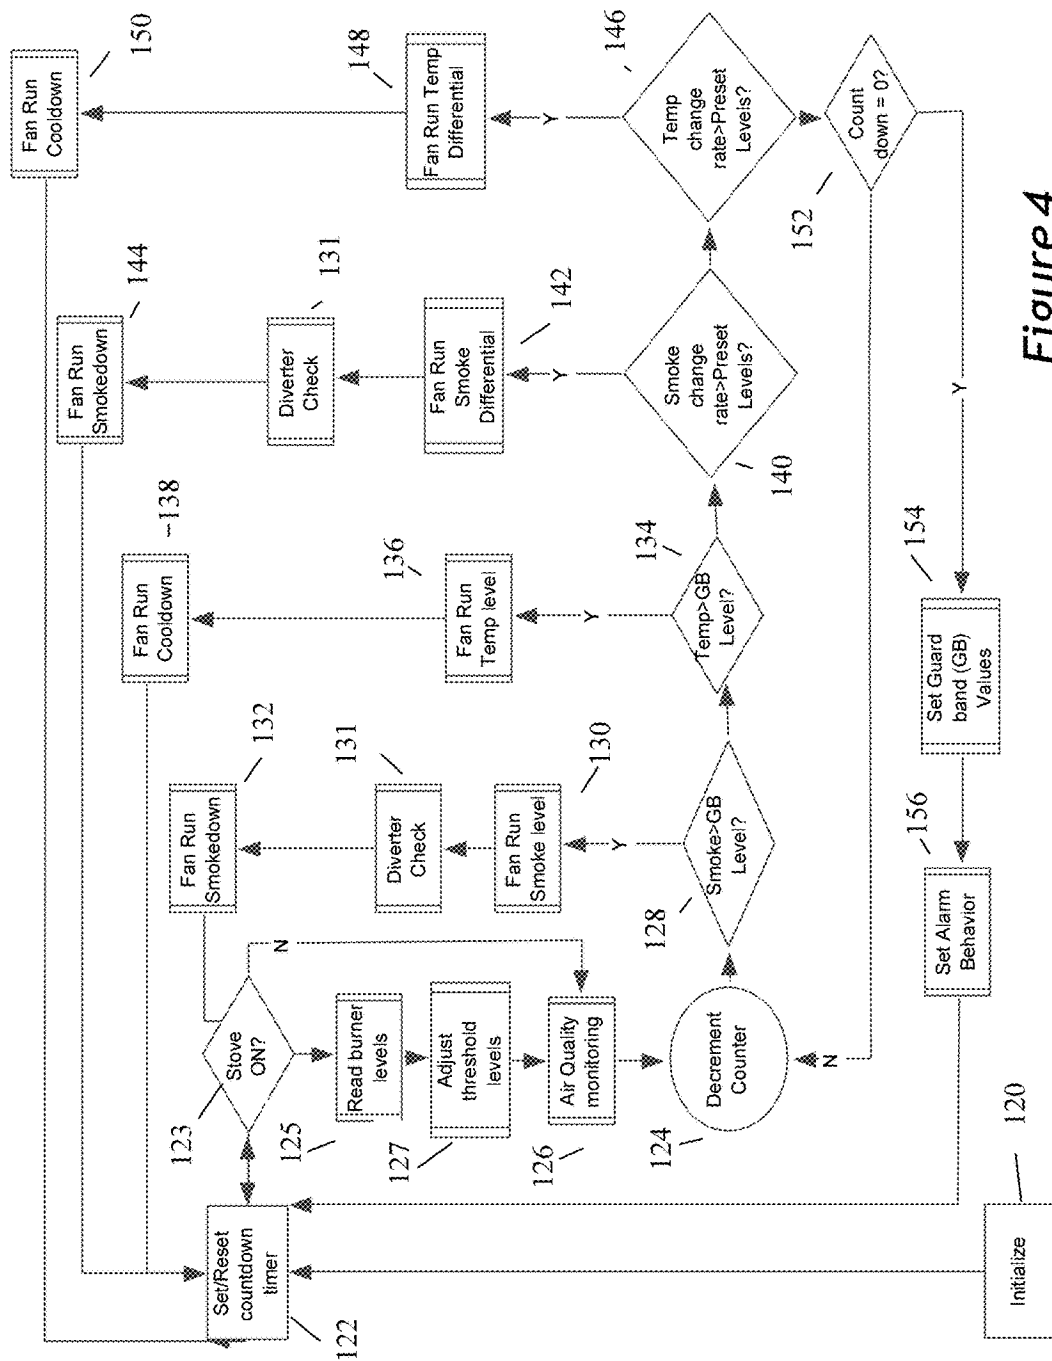 Initialize
120
Set/Reset
countdown
timer
122
Stove
ON?
123
Read burner
levels
125
Adjust
threshold
levels
127
Air Quality
monitoring
126
N
Decrement
Counter
124
Smoke>GB
Level?
128
Y
Fan Run
Smoke level
130
Diverter
Check
131
Fan Run
Smokedown
132
Temp>GB
Level?
134
Y
Fan Run
Temp level
136
Fan Run
Cooldown
138
Smoke
change
rate>Preset
Levels?
140
Y
Fan Run
Smoke
Differential
142
Diverter
Check
131
Fan Run
Smokedown
144
Temp
change
rate>Preset
Levels?
146
Y
Fan Run Temp
Differential
148
Fan Run
Cooldown
150
Count
down = 0?
152
N
Y
Set Guard
band (GB)
Values
154
Set Alarm
Behavior
156
Figure 4